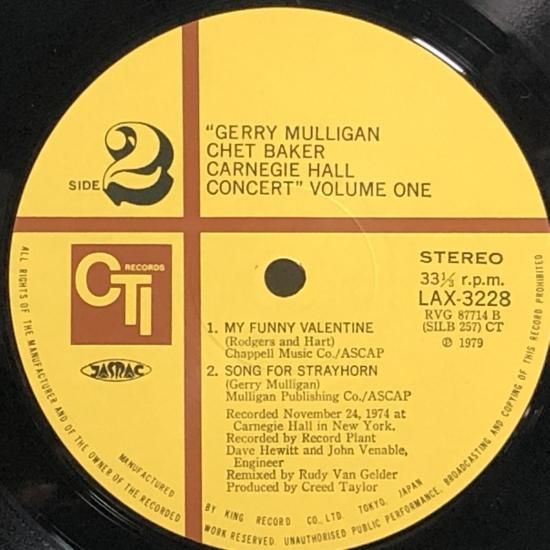 SIDE 2
"GERRY MULLIGAN
CHET BAKER
CARNEGIE HALL
CONCERT" VOLUME ONE
CTI RECORDS
JASRAC
STEREO
33⅓ r.p.m.
LAX-3228
RVG 87714 B
(SILB 257) CT
℗ 1979
1. MY FUNNY VALENTINE
(Rodgers and Hart)
Chappell Music Co./ASCAP
2. SONG FOR STRAYHORN
(Gerry Mulligan)
Mulligan Publishing Co./ASCAP
Recorded November 24, 1974 at
Carnegie Hall in New York.
Recorded by Record Plant
Dave Hewitt and John Venable,
Engineer
Remixed by Rudy Van Gelder
Produced by Creed Taylor
MANUFACTURED BY KING RECORD CO., LTD. TOKYO, JAPAN
ALL RIGHTS OF THE MANUFACTURER AND OF THE OWNER OF THE RECORDED WORK RESERVED. UNAUTHORISED PUBLIC PERFORMANCE, BROADCASTING AND COPYING OF THIS RECORD PROHIBITED